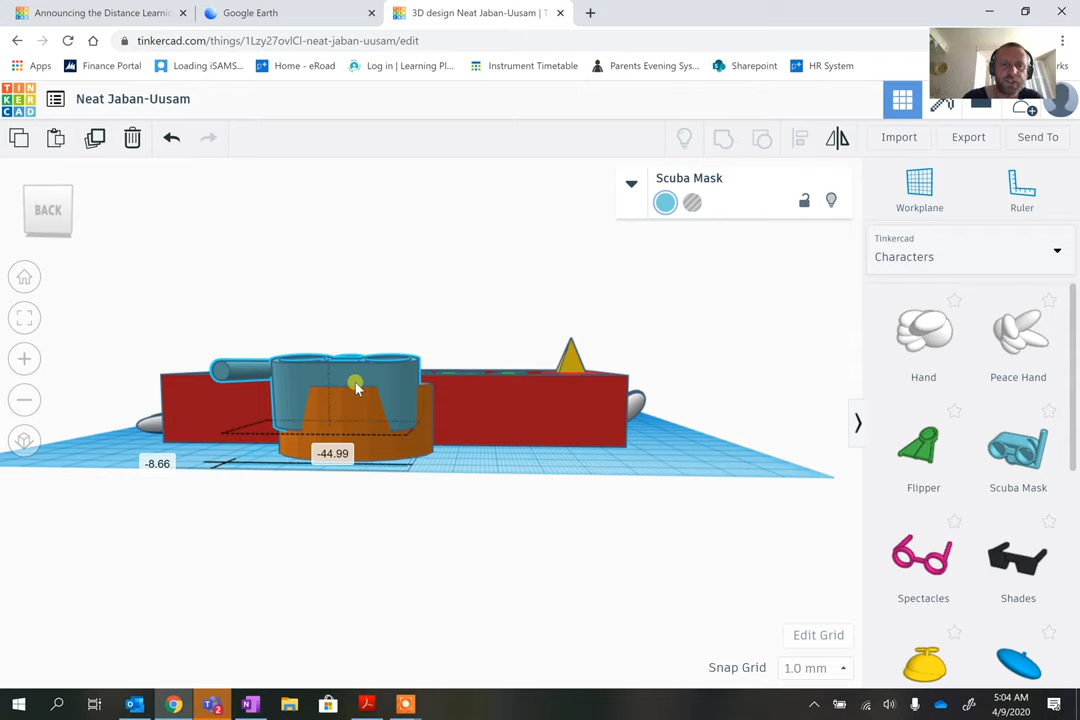 Announcing the Distance Learnin
Google Earth
3D design Neat Jaban-Uusam | T
tinkercad.com/things/1Lzy27ovlCl-neat-jaban-uusam/edit
Apps
Finance Portal
Loading iSAMS...
Home - eRoad
Log in | Learning Pl...
Instrument Timetable
Parents Evening Sys...
Sharepoint
HR System
rks
TIN
KER
CAD
Neat Jaban-Uusam
Import
Export
Send To
BACK
Scuba Mask
Workplane
Ruler
Tinkercad
Characters
Hand
Peace Hand
Flipper
Scuba Mask
Spectacles
Shades
-8.66
-44.99
Edit Grid
Snap Grid
1.0 mm
5:04 AM
4/9/2020